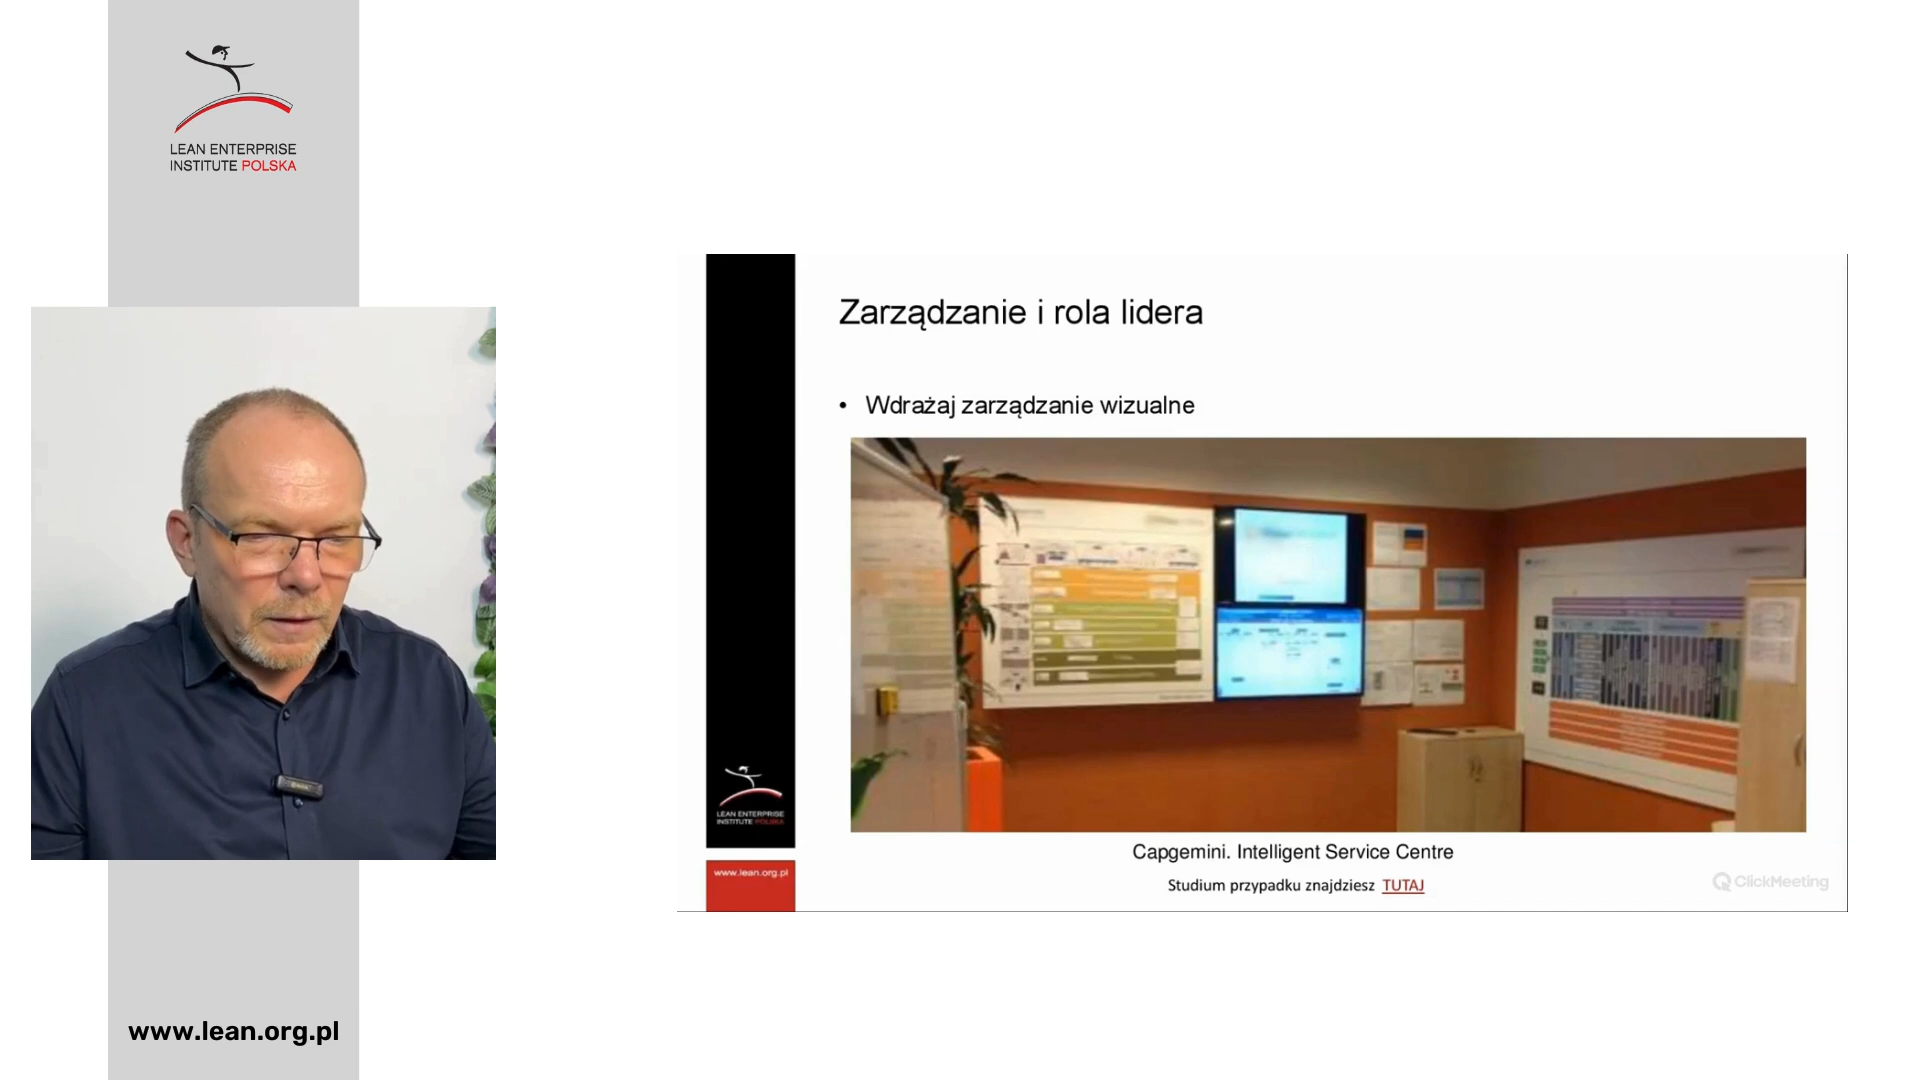 LEAN ENTERPRISE
INSTITUTE POLSKA
www.lean.org.pl
Zarządzanie i rola lidera
• Wdrażaj zarządzanie wizualne
LEAN ENTERPRISE
INSTITUTE POLSKA
www.lean.org.pl
Capgemini. Intelligent Service Centre
Studium przypadku znajdziesz TUTAJ
ClickMeeting